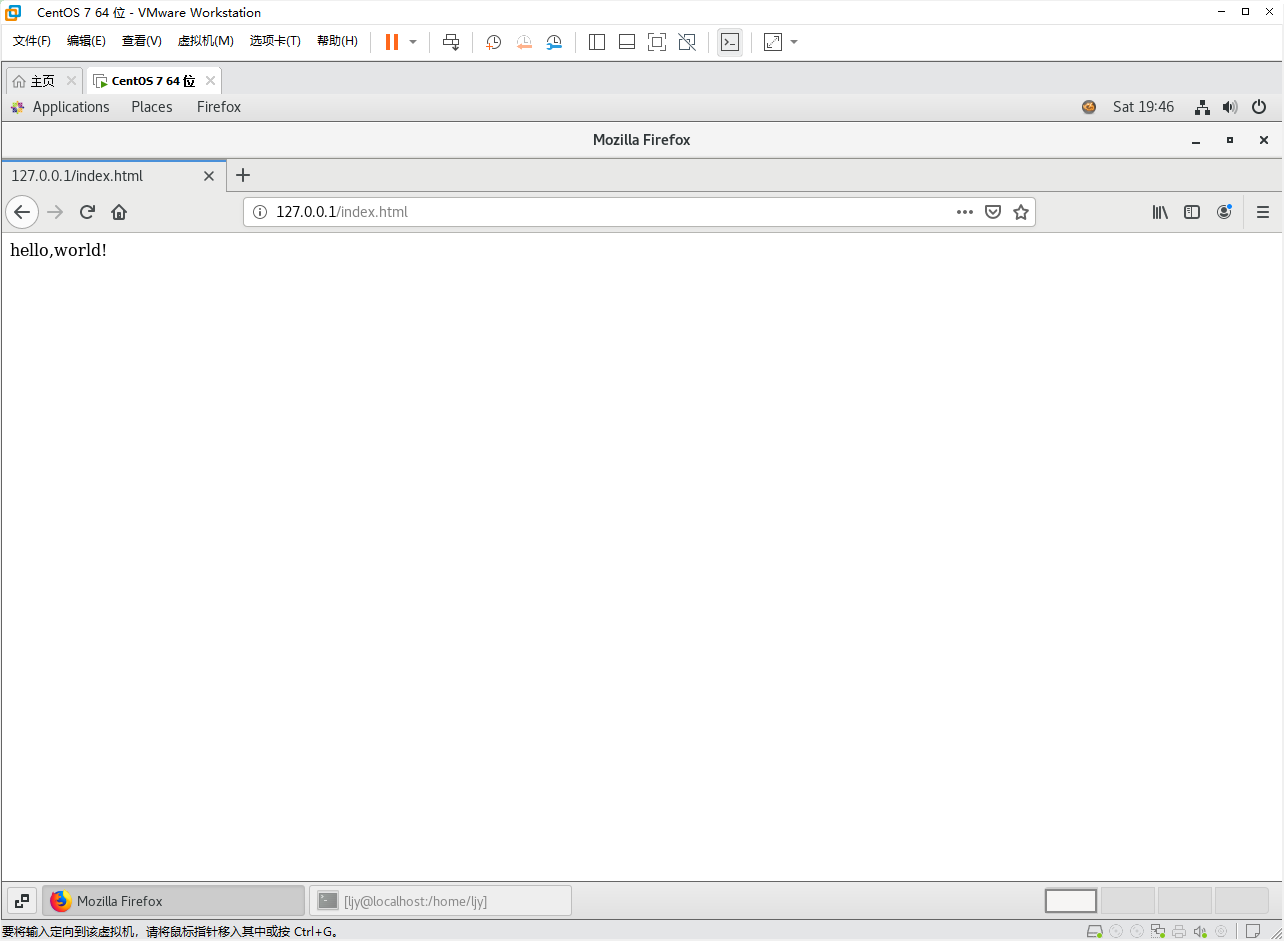 CentOS 7 64 位 - VMware Workstation
文件(F) 编辑(E) 查看(V) 虚拟机(M) 选项卡(T) 帮助(H)
主页 CentOS 7 64 位
Applications Places Firefox Sat 19:46
Mozilla Firefox
127.0.0.1/index.html
127.0.0.1/index.html
hello,world!
Mozilla Firefox [ljy@localhost:/home/ljy]
要将输入定向到该虚拟机，请将鼠标指针移入其中或按 Ctrl+G。